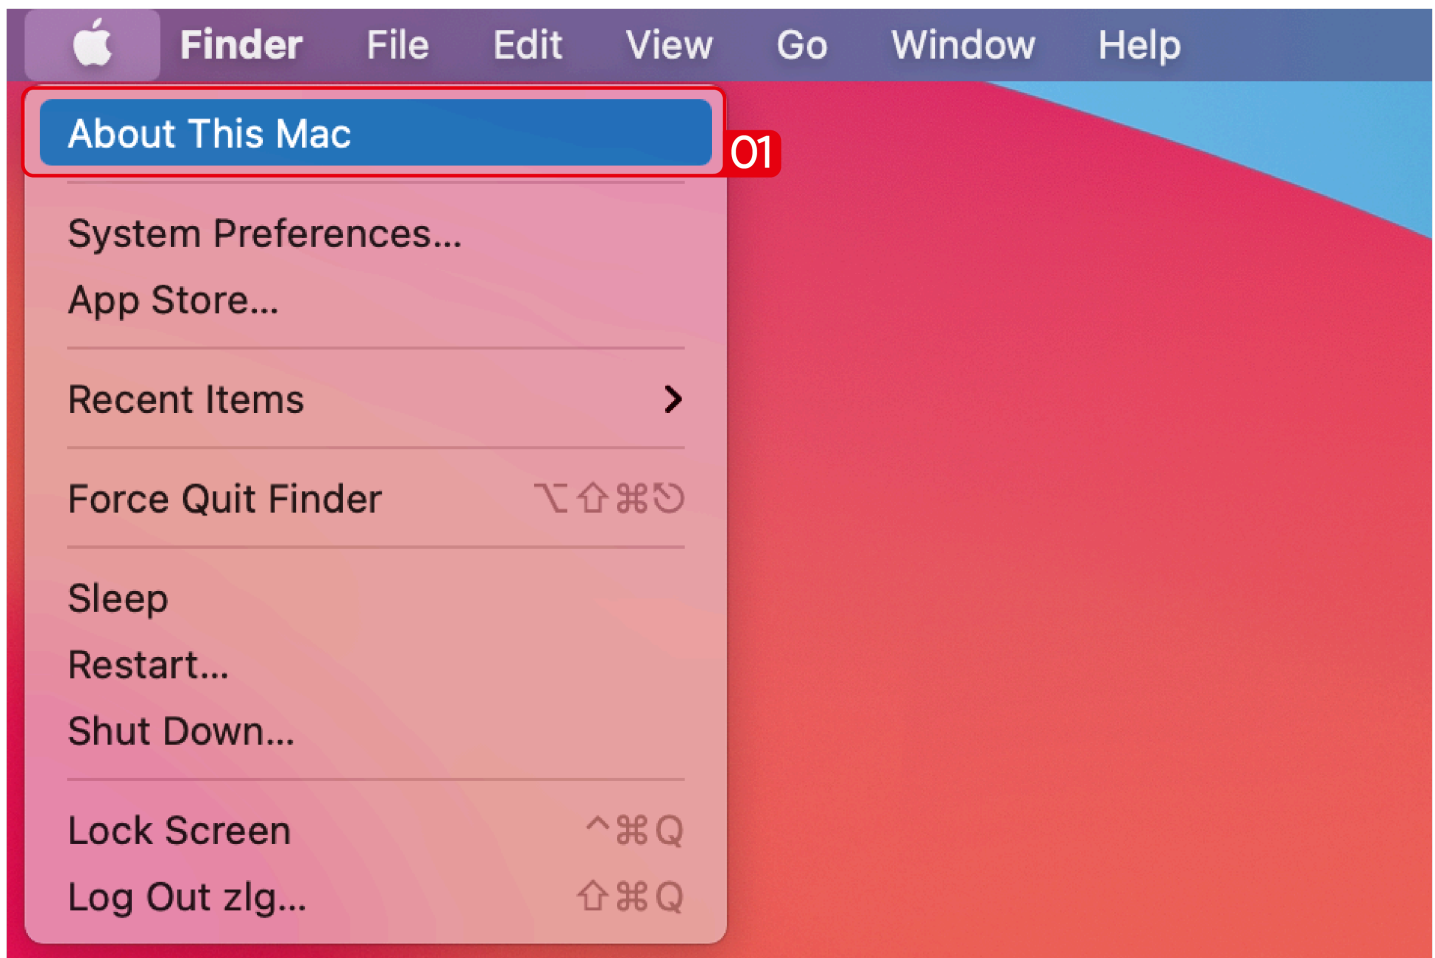 Finder File Edit View Go Window Help
About This Mac
01
System Preferences...
App Store...
Recent Items
Force Quit Finder ⌥⇧⌘⎋
Sleep
Restart...
Shut Down...
Lock Screen ^⌘Q
Log Out zlg... ⇧⌘Q